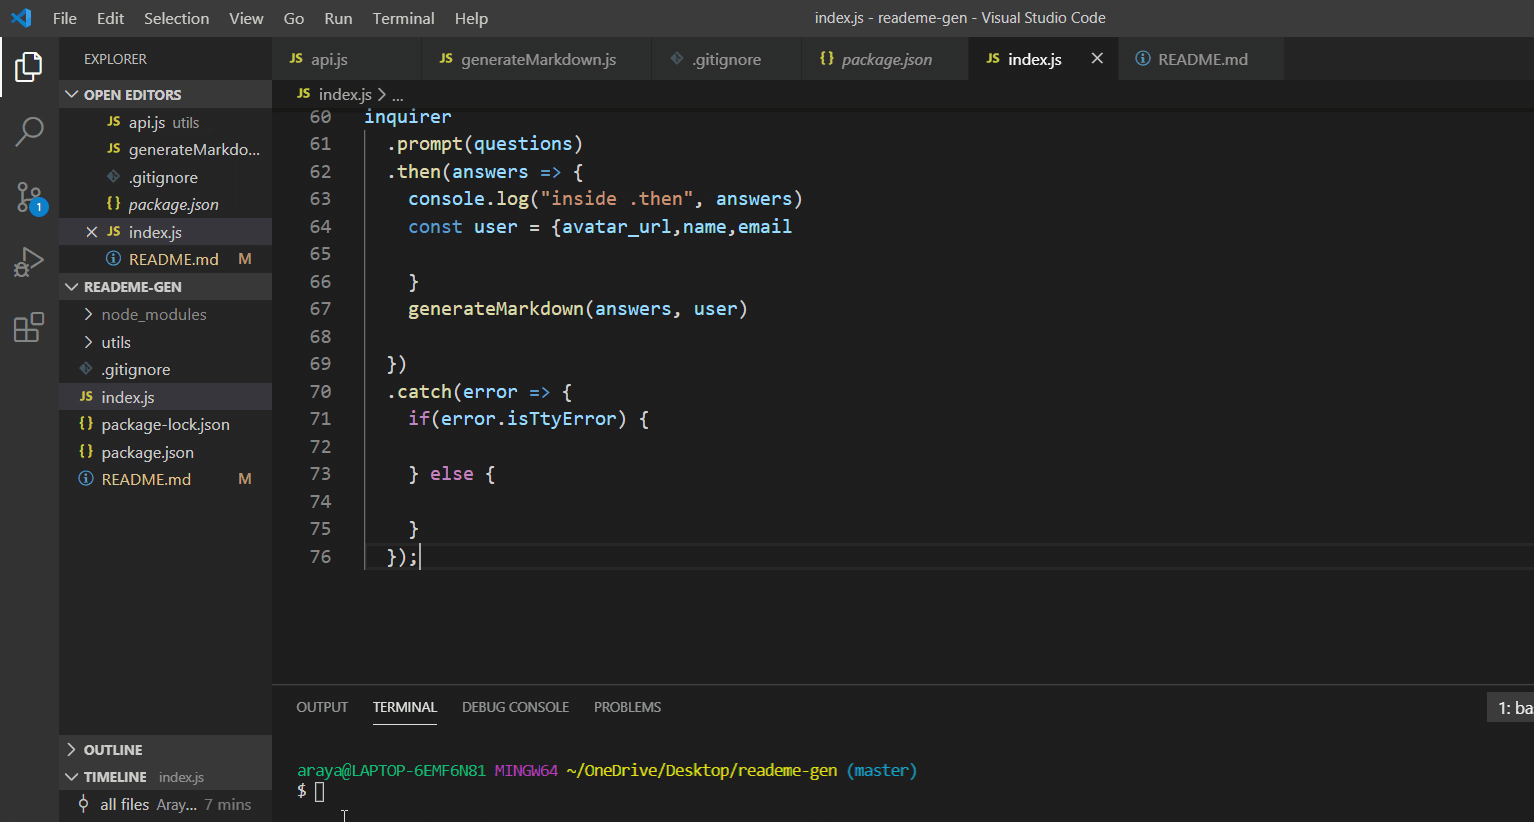 File Edit Selection View Go Run Terminal Help
index.js - reademe-gen - Visual Studio Code
EXPLORER
OPEN EDITORS
JS api.js utils
JS generateMarkdo...
.gitignore
{} package.json
JS index.js
README.md M
READEME-GEN
node_modules
utils
.gitignore
JS index.js
{} package-lock.json
{} package.json
README.md M
OUTLINE
TIMELINE index.js
all files Aray... 7 mins
1
JS api.js
JS generateMarkdown.js
.gitignore
{} package.json
JS index.js
README.md
JS index.js > ...
60 inquirer
61 .prompt(questions)
62 .then(answers => {
63 console.log("inside .then", answers)
64 const user = {avatar_url,name,email
65
66 }
67 generateMarkdown(answers, user)
68
69 })
70 .catch(error => {
71 if(error.isTtyError) {
72
73 } else {
74
75 }
76 });
OUTPUT TERMINAL DEBUG CONSOLE PROBLEMS
1: ba
araya@LAPTOP-6EMF6N81 MINGW64 ~/OneDrive/Desktop/reademe-gen (master)
$